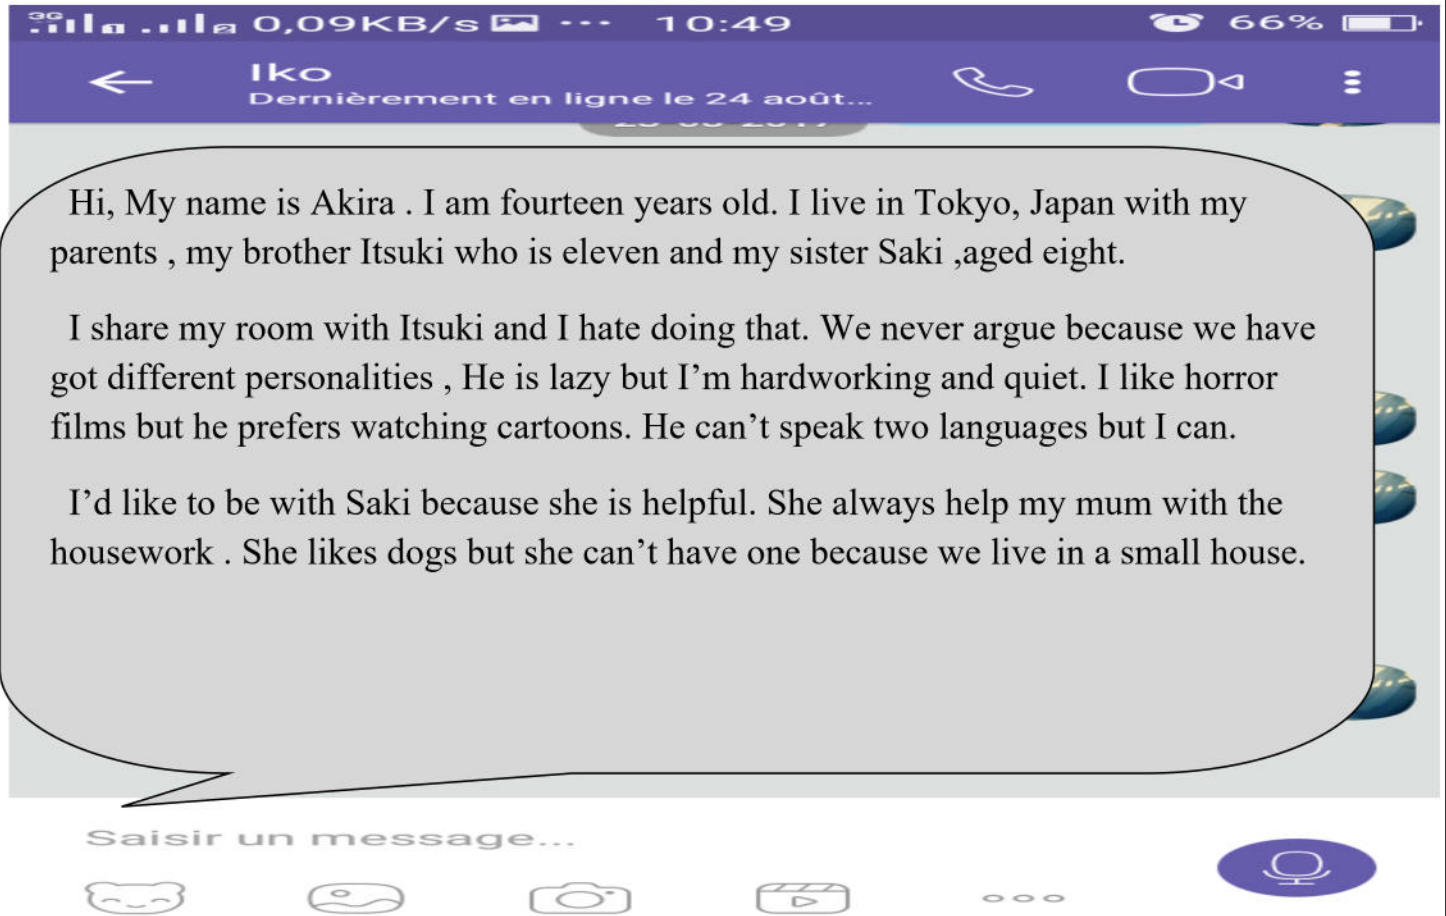 3G 0,09KB/s ... 10:49 66%
Iko
Dernièrement en ligne le 24 août...
Hi, My name is Akira . I am fourteen years old. I live in Tokyo, Japan with my
parents , my brother Itsuki who is eleven and my sister Saki ,aged eight.
I share my room with Itsuki and I hate doing that. We never argue because we have
got different personalities , He is lazy but I’m hardworking and quiet. I like horror
films but he prefers watching cartoons. He can’t speak two languages but I can.
I’d like to be with Saki because she is helpful. She always help my mum with the
housework . She likes dogs but she can’t have one because we live in a small house.
Saisir un message...